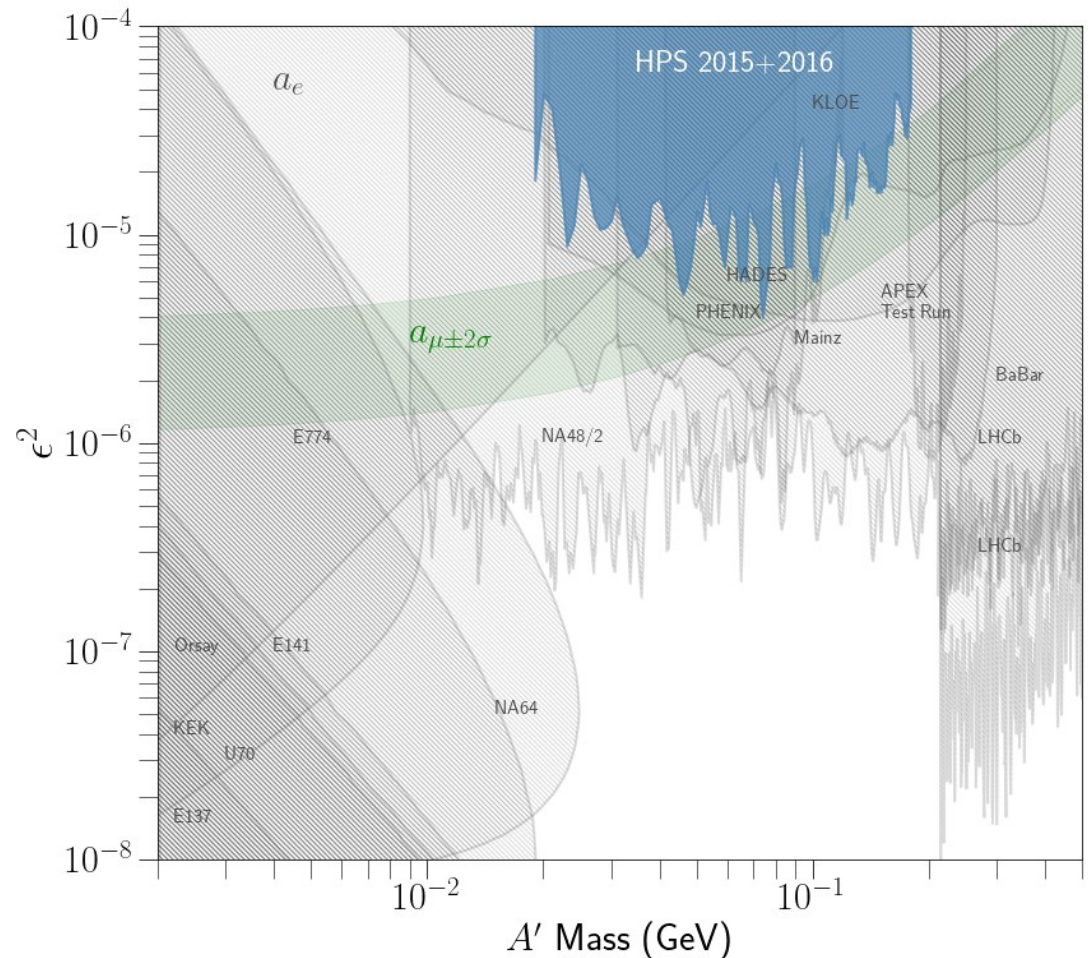 10⁻⁴
HPS 2015+2016
a_e
KLOE
10⁻⁵
HADES
APEX
Test Run
PHENIX
a_{μ±2σ}
Mainz
BaBar
ϵ²
E774
NA48/2
LHCb
10⁻⁶
LHCb
Orsay
E141
10⁻⁷
NA64
KEK
U70
E137
10⁻⁸
10⁻²
10⁻¹
A′ Mass (GeV)